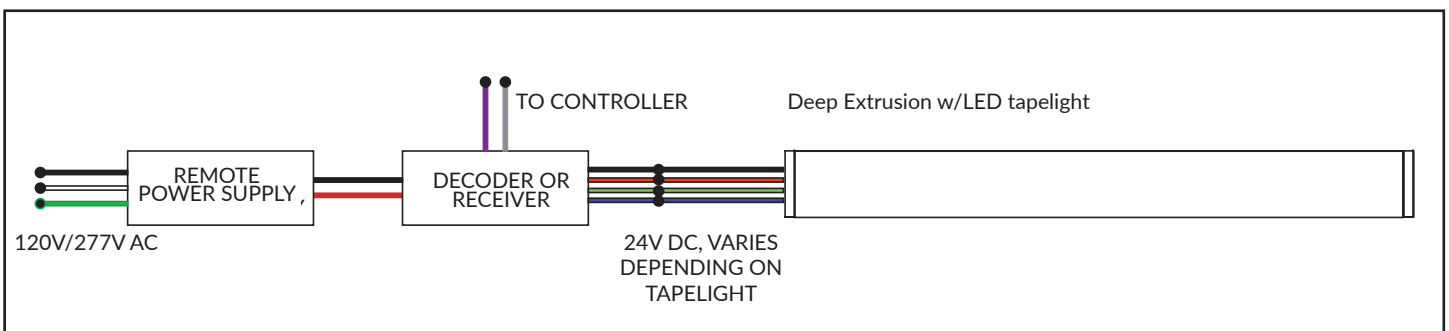 TO CONTROLLER
Deep Extrusion w/LED tapelight
REMOTE
POWER SUPPLY ,
DECODER OR
RECEIVER
120V/277V AC
24V DC, VARIES
DEPENDING ON
TAPELIGHT